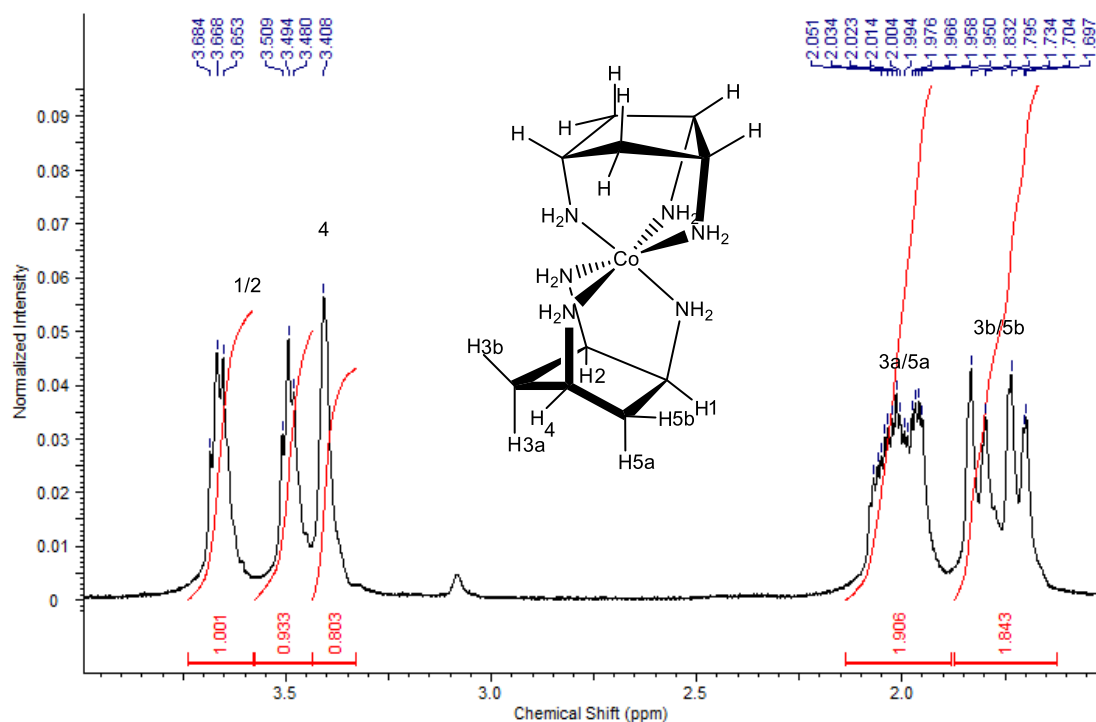 3.684
3.668
3.653
3.509
3.494
3.480
3.408
2.051
2.034
2.023
2.014
2.004
1.994
1.976
1.966
1.958
1.950
1.832
1.795
1.734
1.704
1.697
0.09
0.08
0.07
0.06
0.05
0.04
0.03
0.02
0.01
0
Normalized Intensity
1/2
4
3a/5a
3b/5b
H
H
H
H
H
H
H
H2N
NH2
NH2
Co
H2N
H2N
NH2
H3b
H2
H4
H3a
H1
H5b
H5a
1.001
0.933
0.803
1.906
1.843
3.5
3.0
2.5
2.0
Chemical Shift (ppm)